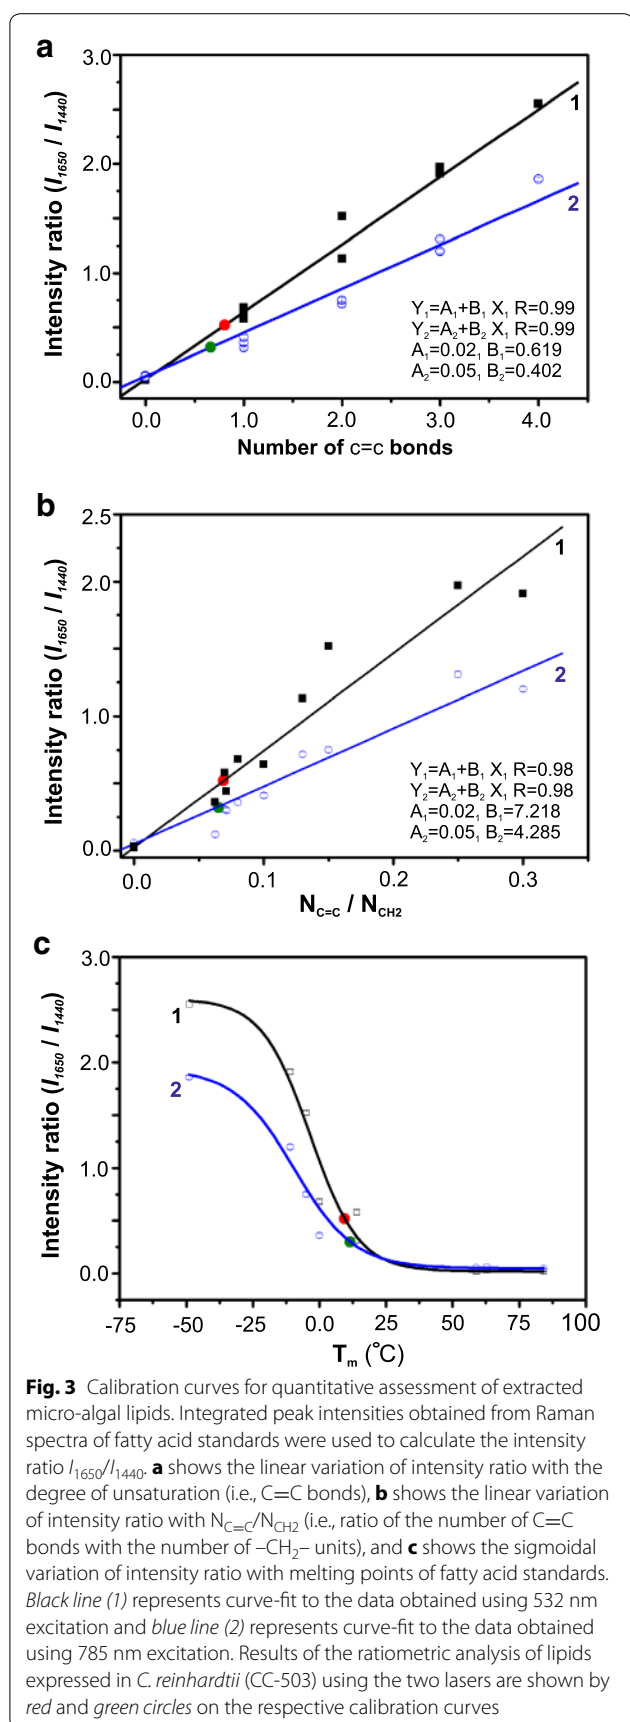 a
3.0
2.0
1.0
0.0
Intensity ratio (I1650 / I1440)
1
2
Y1=A1+B1 X1 R=0.99
Y2=A2+B2 X1 R=0.99
A1=0.02, B1=0.619
A2=0.05, B2=0.402
0.0 1.0 2.0 3.0 4.0
Number of c=c bonds
b
2.5
2.0
1.0
0.0
Intensity ratio (I1650 / I1440)
1
2
Y1=A1+B1 X1 R=0.98
Y2=A2+B2 X1 R=0.98
A1=0.02, B1=7.218
A2=0.05, B2=4.285
0.0 0.1 0.2 0.3
NC=C / NCH2
c
3.0
2.0
1.0
0.0
Intensity ratio (I1650 / I1440)
1
2
-75 -50 -25 0.0 25 50 75 100
Tm (°C)
Fig. 3 Calibration curves for quantitative assessment of extracted
micro-algal lipids. Integrated peak intensities obtained from Raman
spectra of fatty acid standards were used to calculate the intensity
ratio I1650/I1440. a shows the linear variation of intensity ratio with the
degree of unsaturation (i.e., C=C bonds), b shows the linear variation
of intensity ratio with NC=C/NCH2 (i.e., ratio of the number of C=C
bonds with the number of –CH2– units), and c shows the sigmoidal
variation of intensity ratio with melting points of fatty acid standards.
Black line (1) represents curve-fit to the data obtained using 532 nm
excitation and blue line (2) represents curve-fit to the data obtained
using 785 nm excitation. Results of the ratiometric analysis of lipids
expressed in C. reinhardtii (CC-503) using the two lasers are shown by
red and green circles on the respective calibration curves